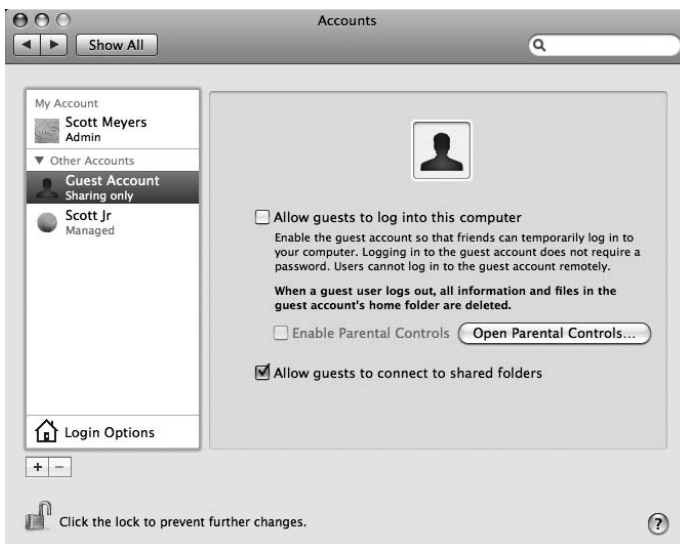 Accounts
Show All
My Account
Scott Meyers
Admin
Other Accounts
Guest Account
Sharing only
Scott Jr
Managed
Login Options
Allow guests to log into this computer
Enable the guest account so that friends can temporarily log in to
your computer. Logging in to the guest account does not require a
password. Users cannot log in to the guest account remotely.
When a guest user logs out, all information and files in the
guest account's home folder are deleted.
Enable Parental Controls Open Parental Controls...
Allow guests to connect to shared folders
+ −
Click the lock to prevent further changes.
?